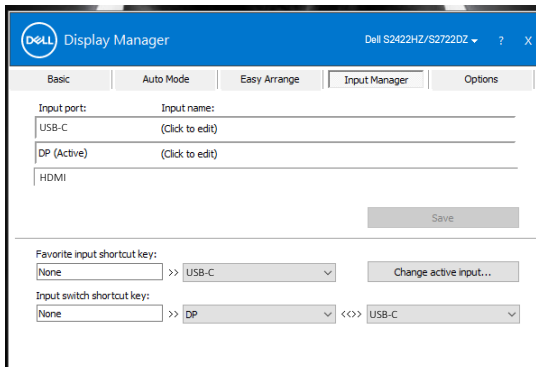 DELL Display Manager Dell S2422HZ/S2722DZ ? X
Basic Auto Mode Easy Arrange Input Manager Options
Input port: Input name:
USB-C (Click to edit)
DP (Active) (Click to edit)
HDMI
Save
Favorite input shortcut key:
None >> USB-C Change active input...
Input switch shortcut key:
None >> DP <<>> USB-C